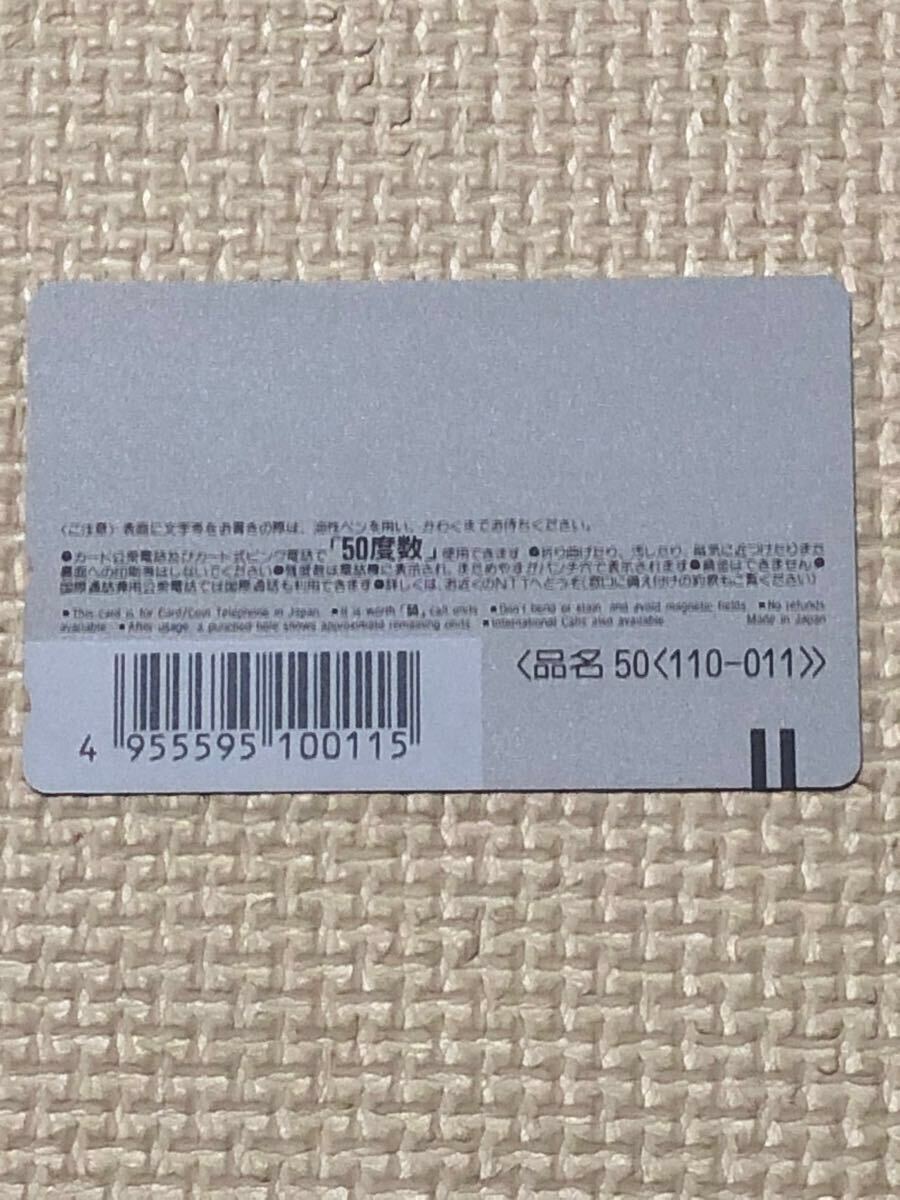 〈ご注意〉表面に文字等をお書きの際は、油性ペンを用い、かわくまでお待ちください。
●カード公衆電話及びカード式ピンク電話で「50度数」使用できます ●折り曲げたり、汚したり、磁気に近づけたりまた
裏面への印刷等はしないでください●残度数は電話機に表示され、まためやすがパンチ穴で表示されます●換金はできません●
国際通話兼用公衆電話では国際通話も利用できます●詳しくは、お近くのNTTへどうぞ(窓口に備え付けの約款もご覧ください)
■This card is for Card/Coin Telephone in Japan. ■It is worth「50」call units ■Don't bend or stain, and avoid magnetic fields. ■No refunds
available. ■After usage, a punched hole shows approximate remaining units. ■International Calls also available. Made in Japan
〈品名 50〈110-011〉〉
4 955595 100115